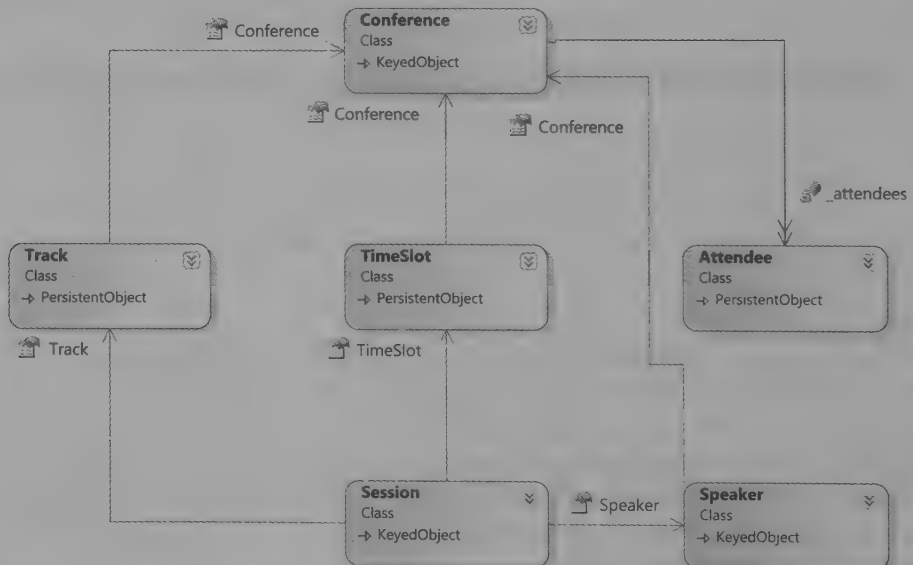 Conference
Conference
Class
→ KeyedObject
Conference
Conference
_attendees
Track
Class
→ PersistentObject
TimeSlot
Class
→ PersistentObject
Attendee
Class
→ PersistentObject
Track
TimeSlot
Session
Class
→ KeyedObject
Speaker
Speaker
Class
→ KeyedObject